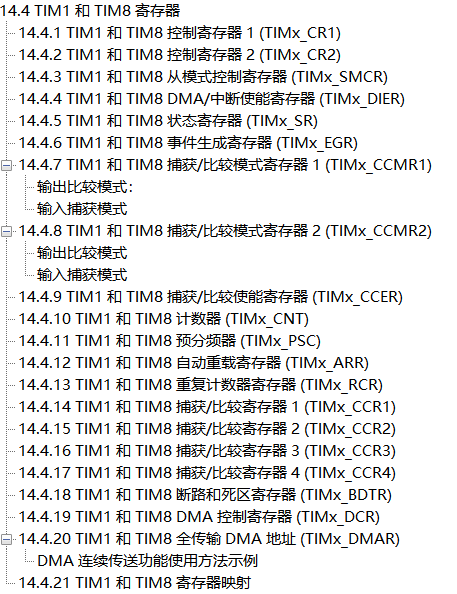 14.4 TIM1 和 TIM8 寄存器
14.4.1 TIM1 和 TIM8 控制寄存器 1 (TIMx_CR1)
14.4.2 TIM1 和 TIM8 控制寄存器 2 (TIMx_CR2)
14.4.3 TIM1 和 TIM8 从模式控制寄存器 (TIMx_SMCR)
14.4.4 TIM1 和 TIM8 DMA/中断使能寄存器 (TIMx_DIER)
14.4.5 TIM1 和 TIM8 状态寄存器 (TIMx_SR)
14.4.6 TIM1 和 TIM8 事件生成寄存器 (TIMx_EGR)
14.4.7 TIM1 和 TIM8 捕获/比较模式寄存器 1 (TIMx_CCMR1)
输出比较模式：
输入捕获模式
14.4.8 TIM1 和 TIM8 捕获/比较模式寄存器 2 (TIMx_CCMR2)
输出比较模式
输入捕获模式
14.4.9 TIM1 和 TIM8 捕获/比较使能寄存器 (TIMx_CCER)
14.4.10 TIM1 和 TIM8 计数器 (TIMx_CNT)
14.4.11 TIM1 和 TIM8 预分频器 (TIMx_PSC)
14.4.12 TIM1 和 TIM8 自动重载寄存器 (TIMx_ARR)
14.4.13 TIM1 和 TIM8 重复计数器寄存器 (TIMx_RCR)
14.4.14 TIM1 和 TIM8 捕获/比较寄存器 1 (TIMx_CCR1)
14.4.15 TIM1 和 TIM8 捕获/比较寄存器 2 (TIMx_CCR2)
14.4.16 TIM1 和 TIM8 捕获/比较寄存器 3 (TIMx_CCR3)
14.4.17 TIM1 和 TIM8 捕获/比较寄存器 4 (TIMx_CCR4)
14.4.18 TIM1 和 TIM8 断路和死区寄存器 (TIMx_BDTR)
14.4.19 TIM1 和 TIM8 DMA 控制寄存器 (TIMx_DCR)
14.4.20 TIM1 和 TIM8 全传输 DMA 地址 (TIMx_DMAR)
DMA 连续传送功能使用方法示例
14.4.21 TIM1 和 TIM8 寄存器映射